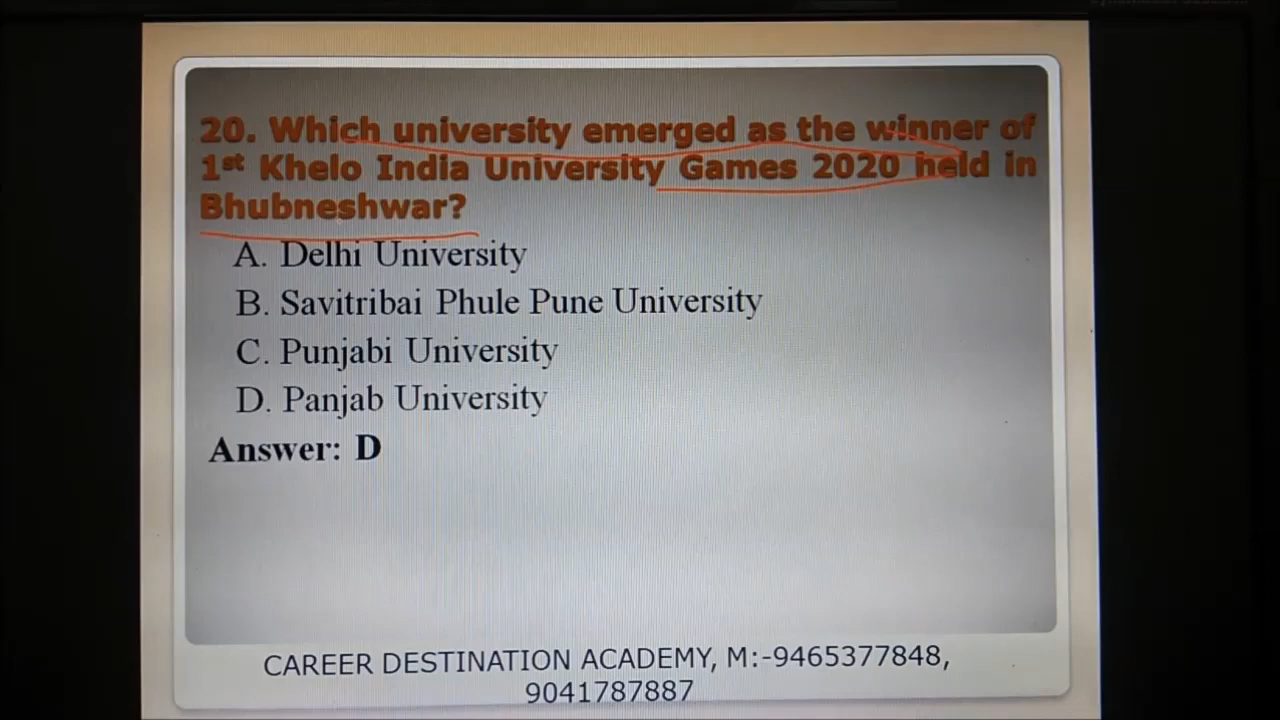 20. Which university emerged as the winner of
1st Khelo India University Games 2020 held in
Bhubneshwar?
A. Delhi University
B. Savitribai Phule Pune University
C. Punjabi University
D. Panjab University
Answer: D
CAREER DESTINATION ACADEMY, M:-9465377848,
9041787887